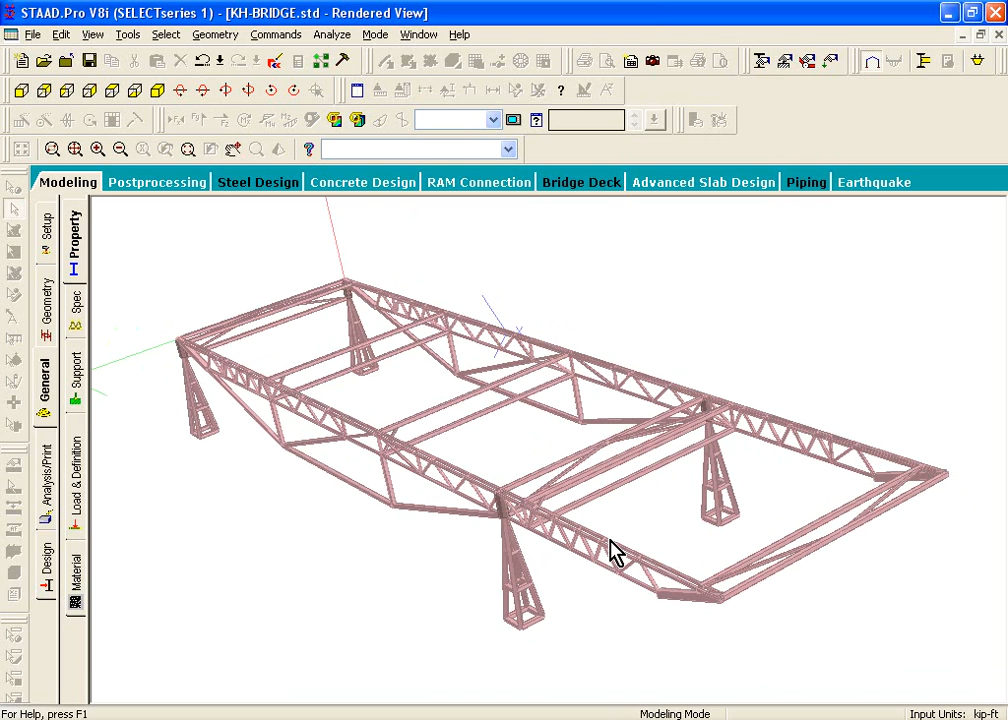 STAAD.Pro V8i (SELECTseries 1) - [KH-BRIDGE.std - Rendered View]
File Edit View Tools Select Geometry Commands Analyze Mode Window Help
Modeling Postprocessing Steel Design Concrete Design RAM Connection Bridge Deck Advanced Slab Design Piping Earthquake
Setup
Geometry
General
Analysis/Print
Design
Property
Spec
Support
Load & Definition
Material
For Help, press F1 Modeling Mode Input Units: kip-ft